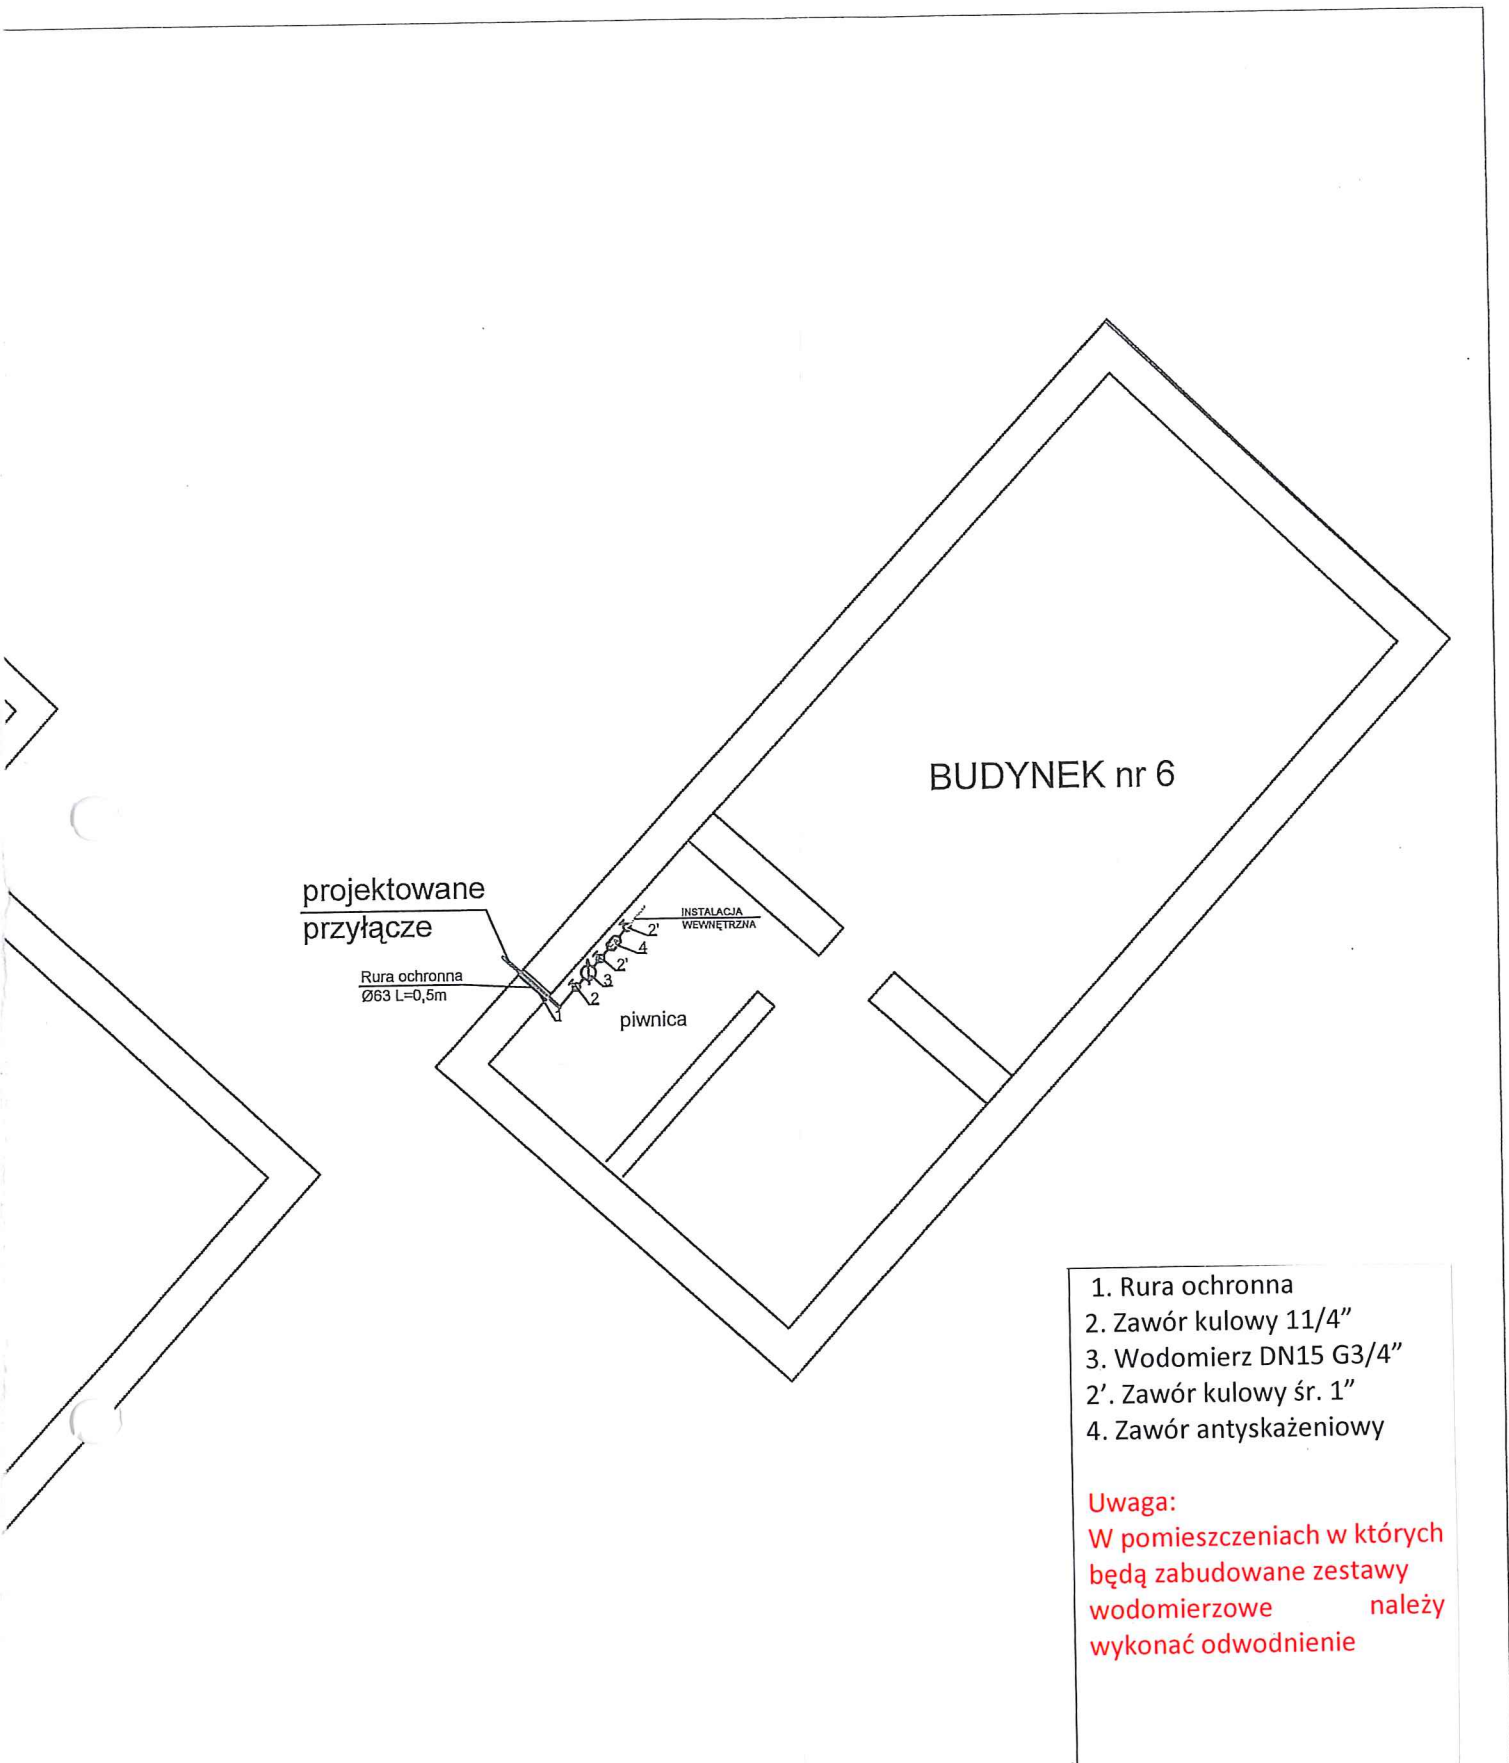 BUDYNEK nr 6
projektowane
przyłącze
INSTALACJA
WEWNĘTRZNA
2'
4
2'
3
2
1
Rura ochronna
Ø63 L=0,5m
piwnica
1. Rura ochronna
2. Zawór kulowy 11/4”
3. Wodomierz DN15 G3/4”
2’. Zawór kulowy śr. 1”
4. Zawór antyskażeniowy
Uwaga:
W pomieszczeniach w których
będą zabudowane zestawy
wodomierzowe należy
wykonać odwodnienie